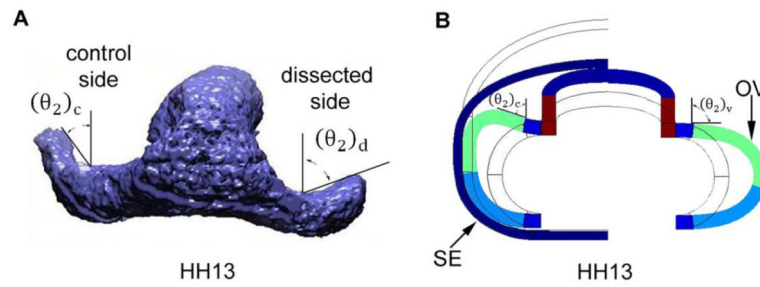 A
control
side
(θ₂)c
dissected
side
(θ₂)d
HH13
B
(θ₂)c
(θ₂)v
OV
SE
HH13